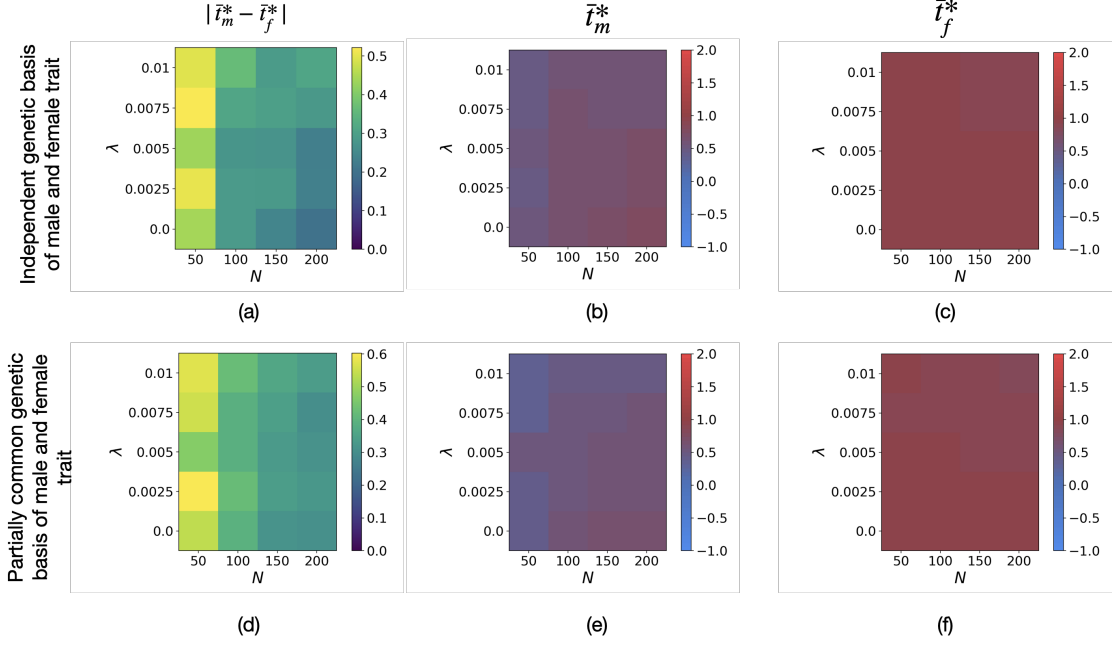 | t̄*m − t̄*f |
t̄*m
t̄*f
Independent genetic basis
of male and female trait
0.01
0.0075
0.005
0.0025
0.0
λ
50 100 150 200
N
0.5
0.4
0.3
0.2
0.1
0.0
0.01
0.0075
0.005
0.0025
0.0
λ
50 100 150 200
N
2.0
1.5
1.0
0.5
0.0
−0.5
−1.0
0.01
0.0075
0.005
0.0025
0.0
λ
50 100 150 200
N
2.0
1.5
1.0
0.5
0.0
−0.5
−1.0
(a)
(b)
(c)
Partially common genetic
basis of male and female
trait
0.01
0.0075
0.005
0.0025
0.0
λ
50 100 150 200
N
0.6
0.5
0.4
0.3
0.2
0.1
0.0
0.01
0.0075
0.005
0.0025
0.0
λ
50 100 150 200
N
2.0
1.5
1.0
0.5
0.0
−0.5
−1.0
0.01
0.0075
0.005
0.0025
0.0
λ
50 100 150 200
N
2.0
1.5
1.0
0.5
0.0
−0.5
−1.0
(d)
(e)
(f)